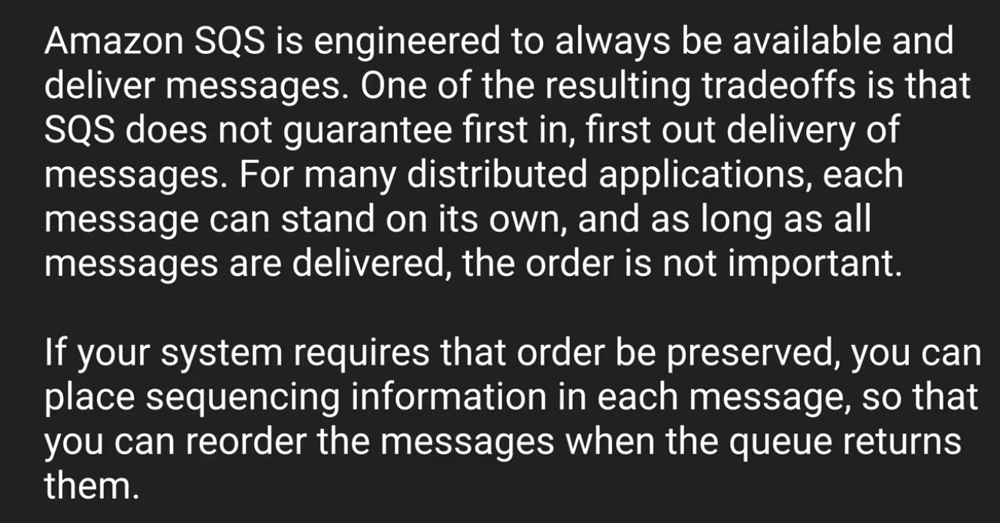 Amazon SQS is engineered to always be available and
deliver messages. One of the resulting tradeoffs is that
SQS does not guarantee first in, first out delivery of
messages. For many distributed applications, each
message can stand on its own, and as long as all
messages are delivered, the order is not important.
If your system requires that order be preserved, you can
place sequencing information in each message, so that
you can reorder the messages when the queue returns
them.